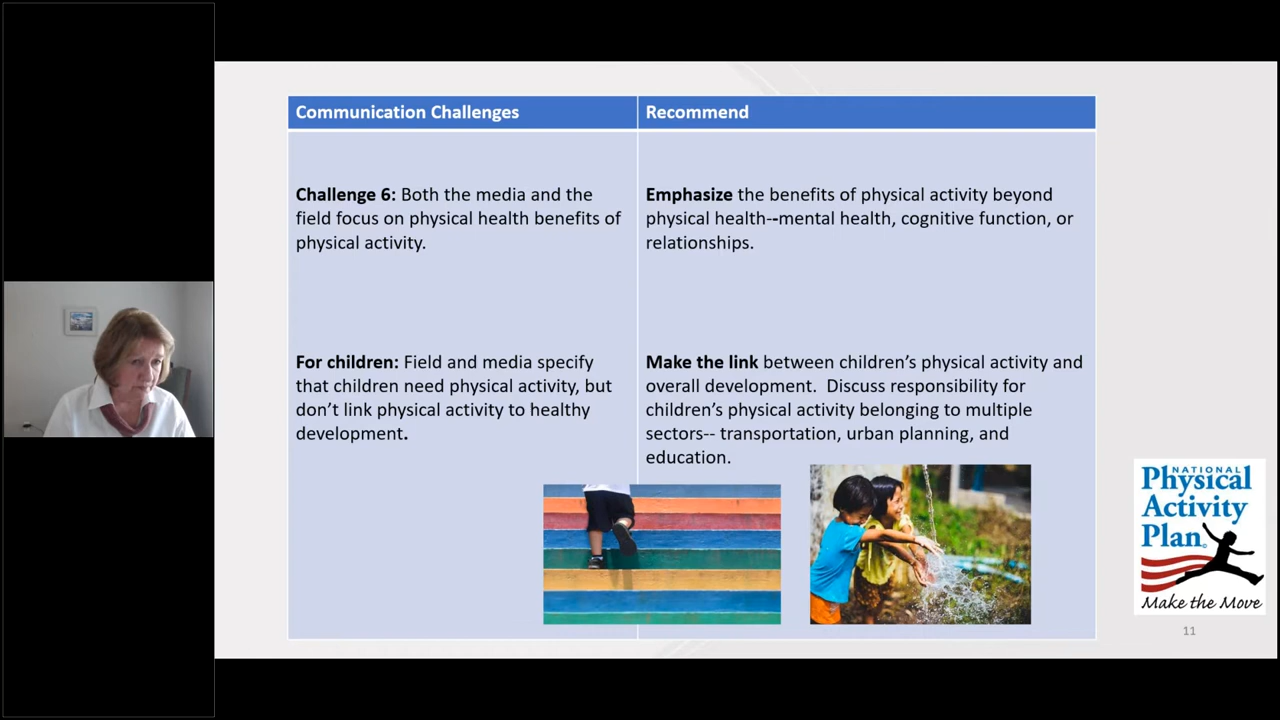 Communication Challenges
Recommend
Challenge 6: Both the media and the
field focus on physical health benefits of
physical activity.
Emphasize the benefits of physical activity beyond
physical health--mental health, cognitive function, or
relationships.
For children: Field and media specify
that children need physical activity, but
don’t link physical activity to healthy
development.
Make the link between children’s physical activity and
overall development. Discuss responsibility for
children’s physical activity belonging to multiple
sectors-- transportation, urban planning, and
education.
NATIONAL
Physical
Activity
Plan
Make the Move
11